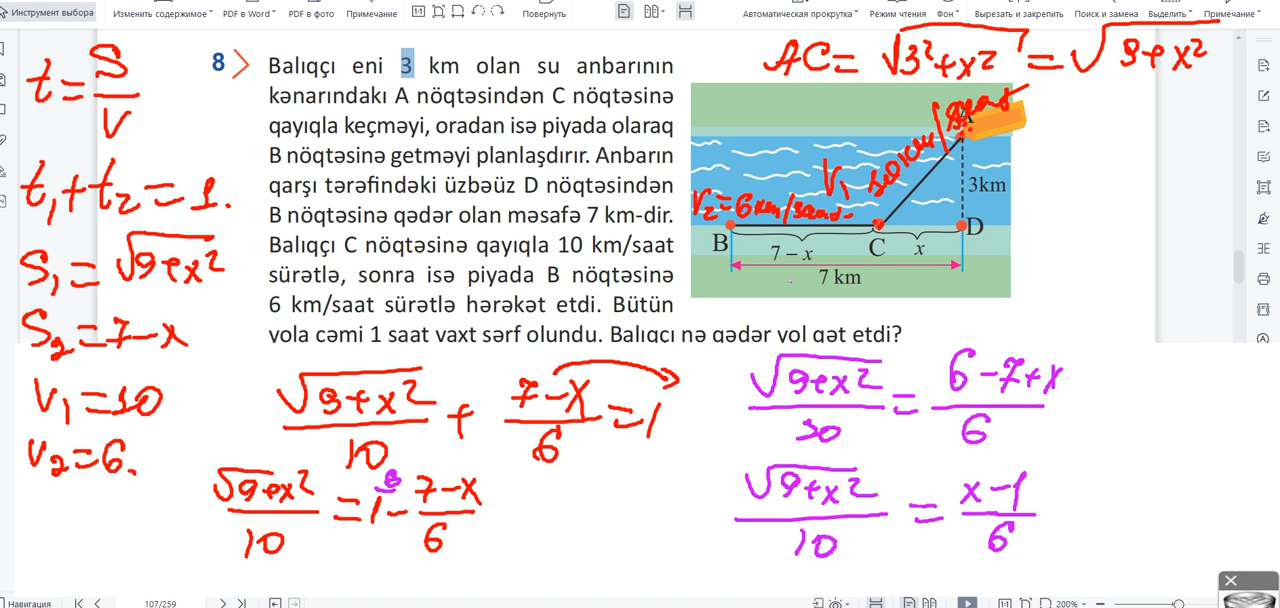 Инструмент выбора
Изменить содержимое
PDF в Word
PDF в фото
Примечание
Повернуть
Автоматическая прокрутка
Режим чтения
Фон
Вырезать и закрепить
Поиск и замена
Выделить
Примечание
8 Balıqçı eni 3 km olan su anbarının
kənarındakı A nöqtəsindən C nöqtəsinə
qayıqla keçməyi, oradan isə piyada olaraq
B nöqtəsinə getməyi planlaşdırır. Anbarın
qarşı tərəfindəki üzbəüz D nöqtəsindən
B nöqtəsinə qədər olan məsafə 7 km-dir.
Balıqçı C nöqtəsinə qayıqla 10 km/saat
sürətlə, sonra isə piyada B nöqtəsinə
6 km/saat sürətlə hərəkət etdi. Bütün
yola cəmi 1 saat vaxt sərf olundu. Balıqçı nə qədər yol qət etdi?
AC = √(3²+x²) = √(9+x²)
t = S/V
t₁+t₂=1.
S₁ = √(9+x²)
S₂ = 7-x
V₁ = 10
V₂ = 6.
A
V₁ 10 km/saat
V₂=6 km/saat
3km
B
C
D
7 – x
x
7 km
√(9+x²)/10 + (7-x)/6 = 1
√(9+x²)/10 = 1 - (7-x)/6
√(9+x²)/10 = (6-7+x)/6
√(9+x²)/10 = (x-1)/6
Навигация
107/259
200%